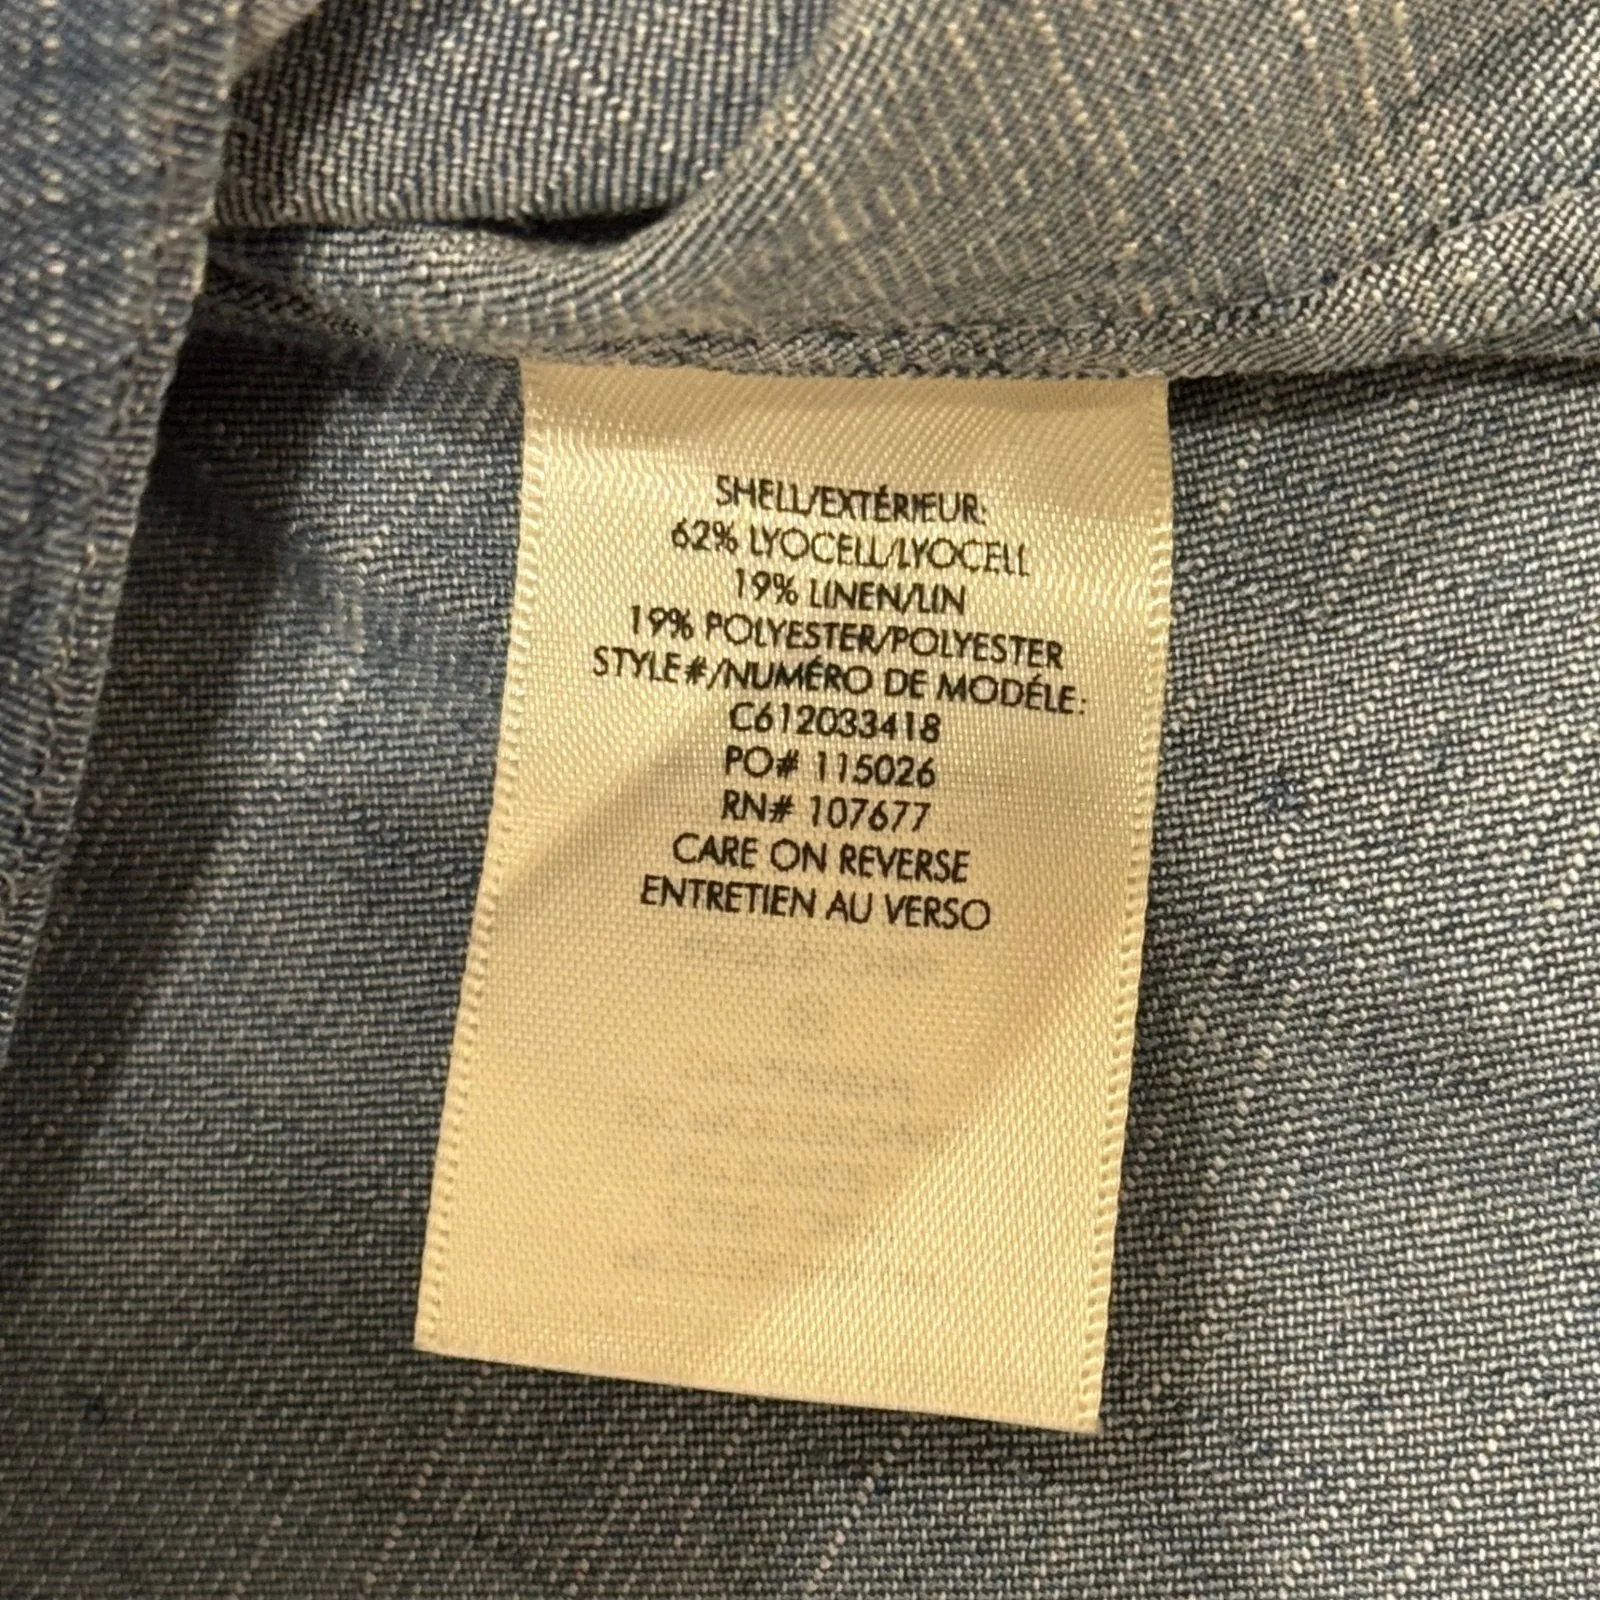 SHELL/EXTÉRIEUR:
62% LYOCELL/LYOCELL
19% LINEN/LIN
19% POLYESTER/POLYESTER
STYLE#/NUMÉRO DE MODÉLE:
C612033418
PO# 115026
RN# 107677
CARE ON REVERSE
ENTRETIEN AU VERSO